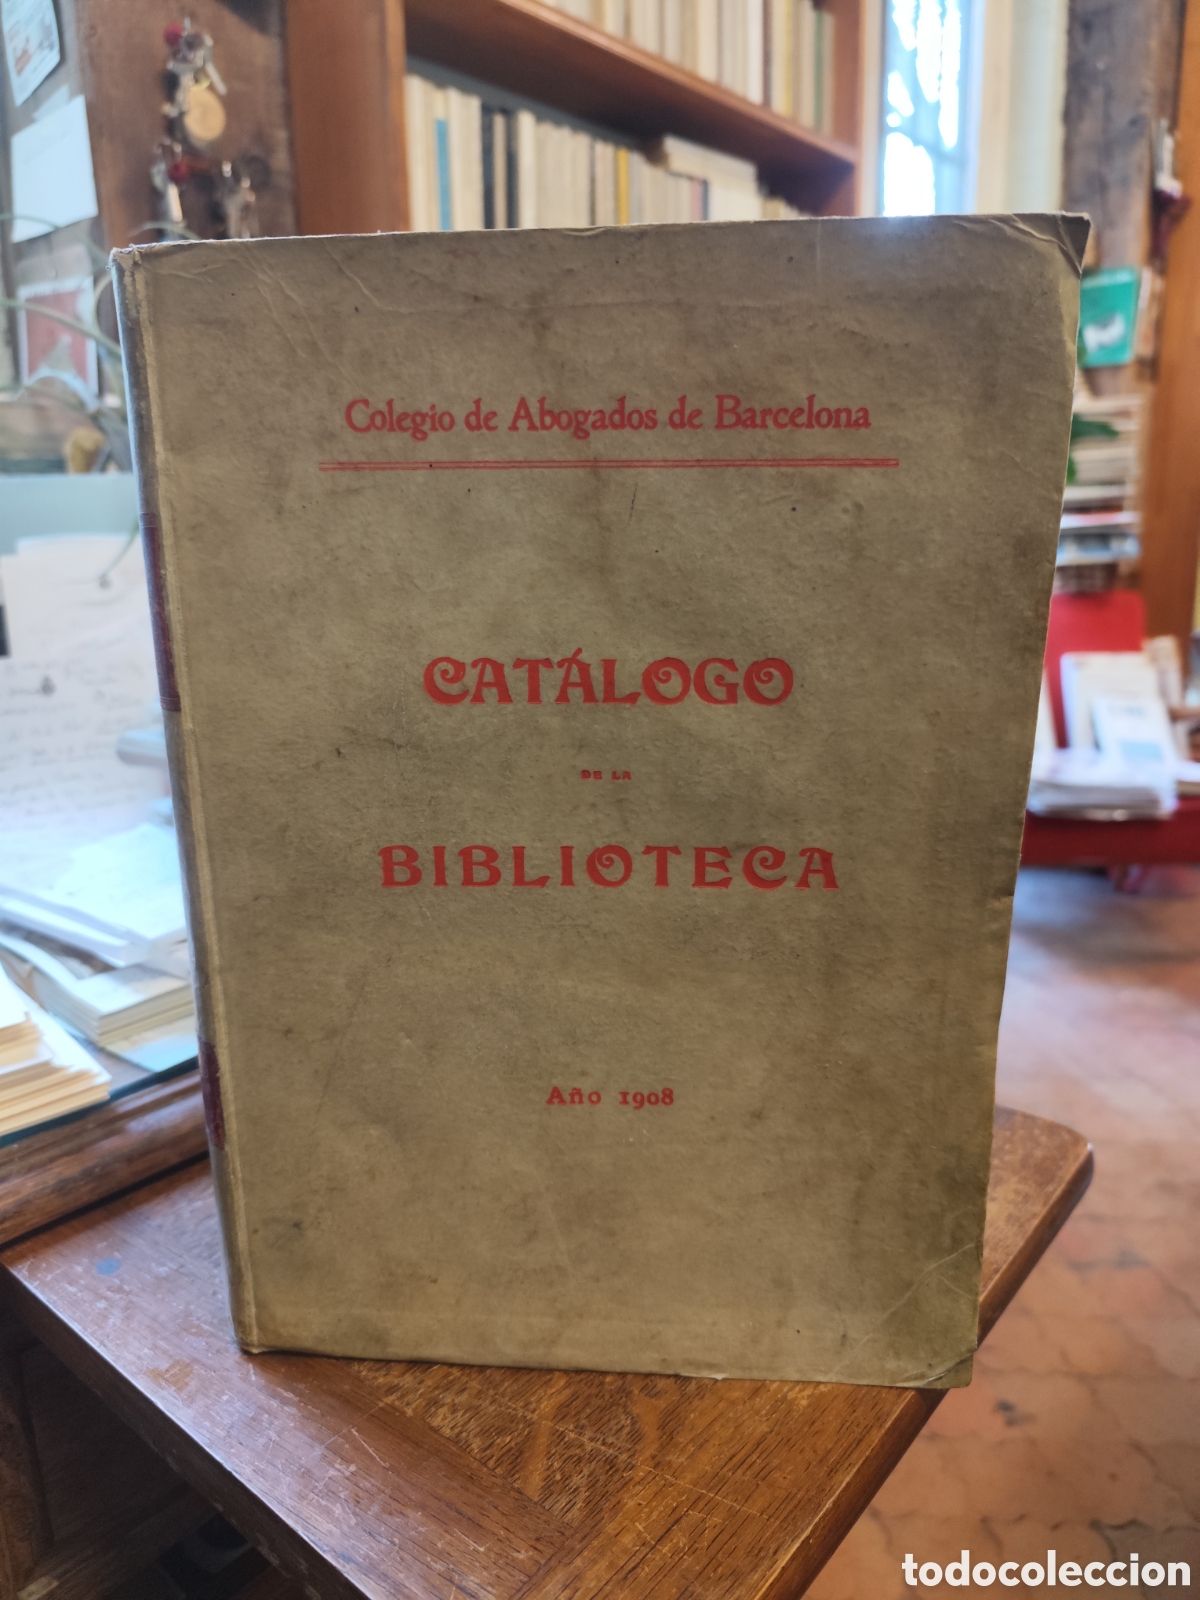 Colegio de Abogados de Barcelona
CATÁLOGO
DE LA
BIBLIOTECA
Año 1908
todocoleccion